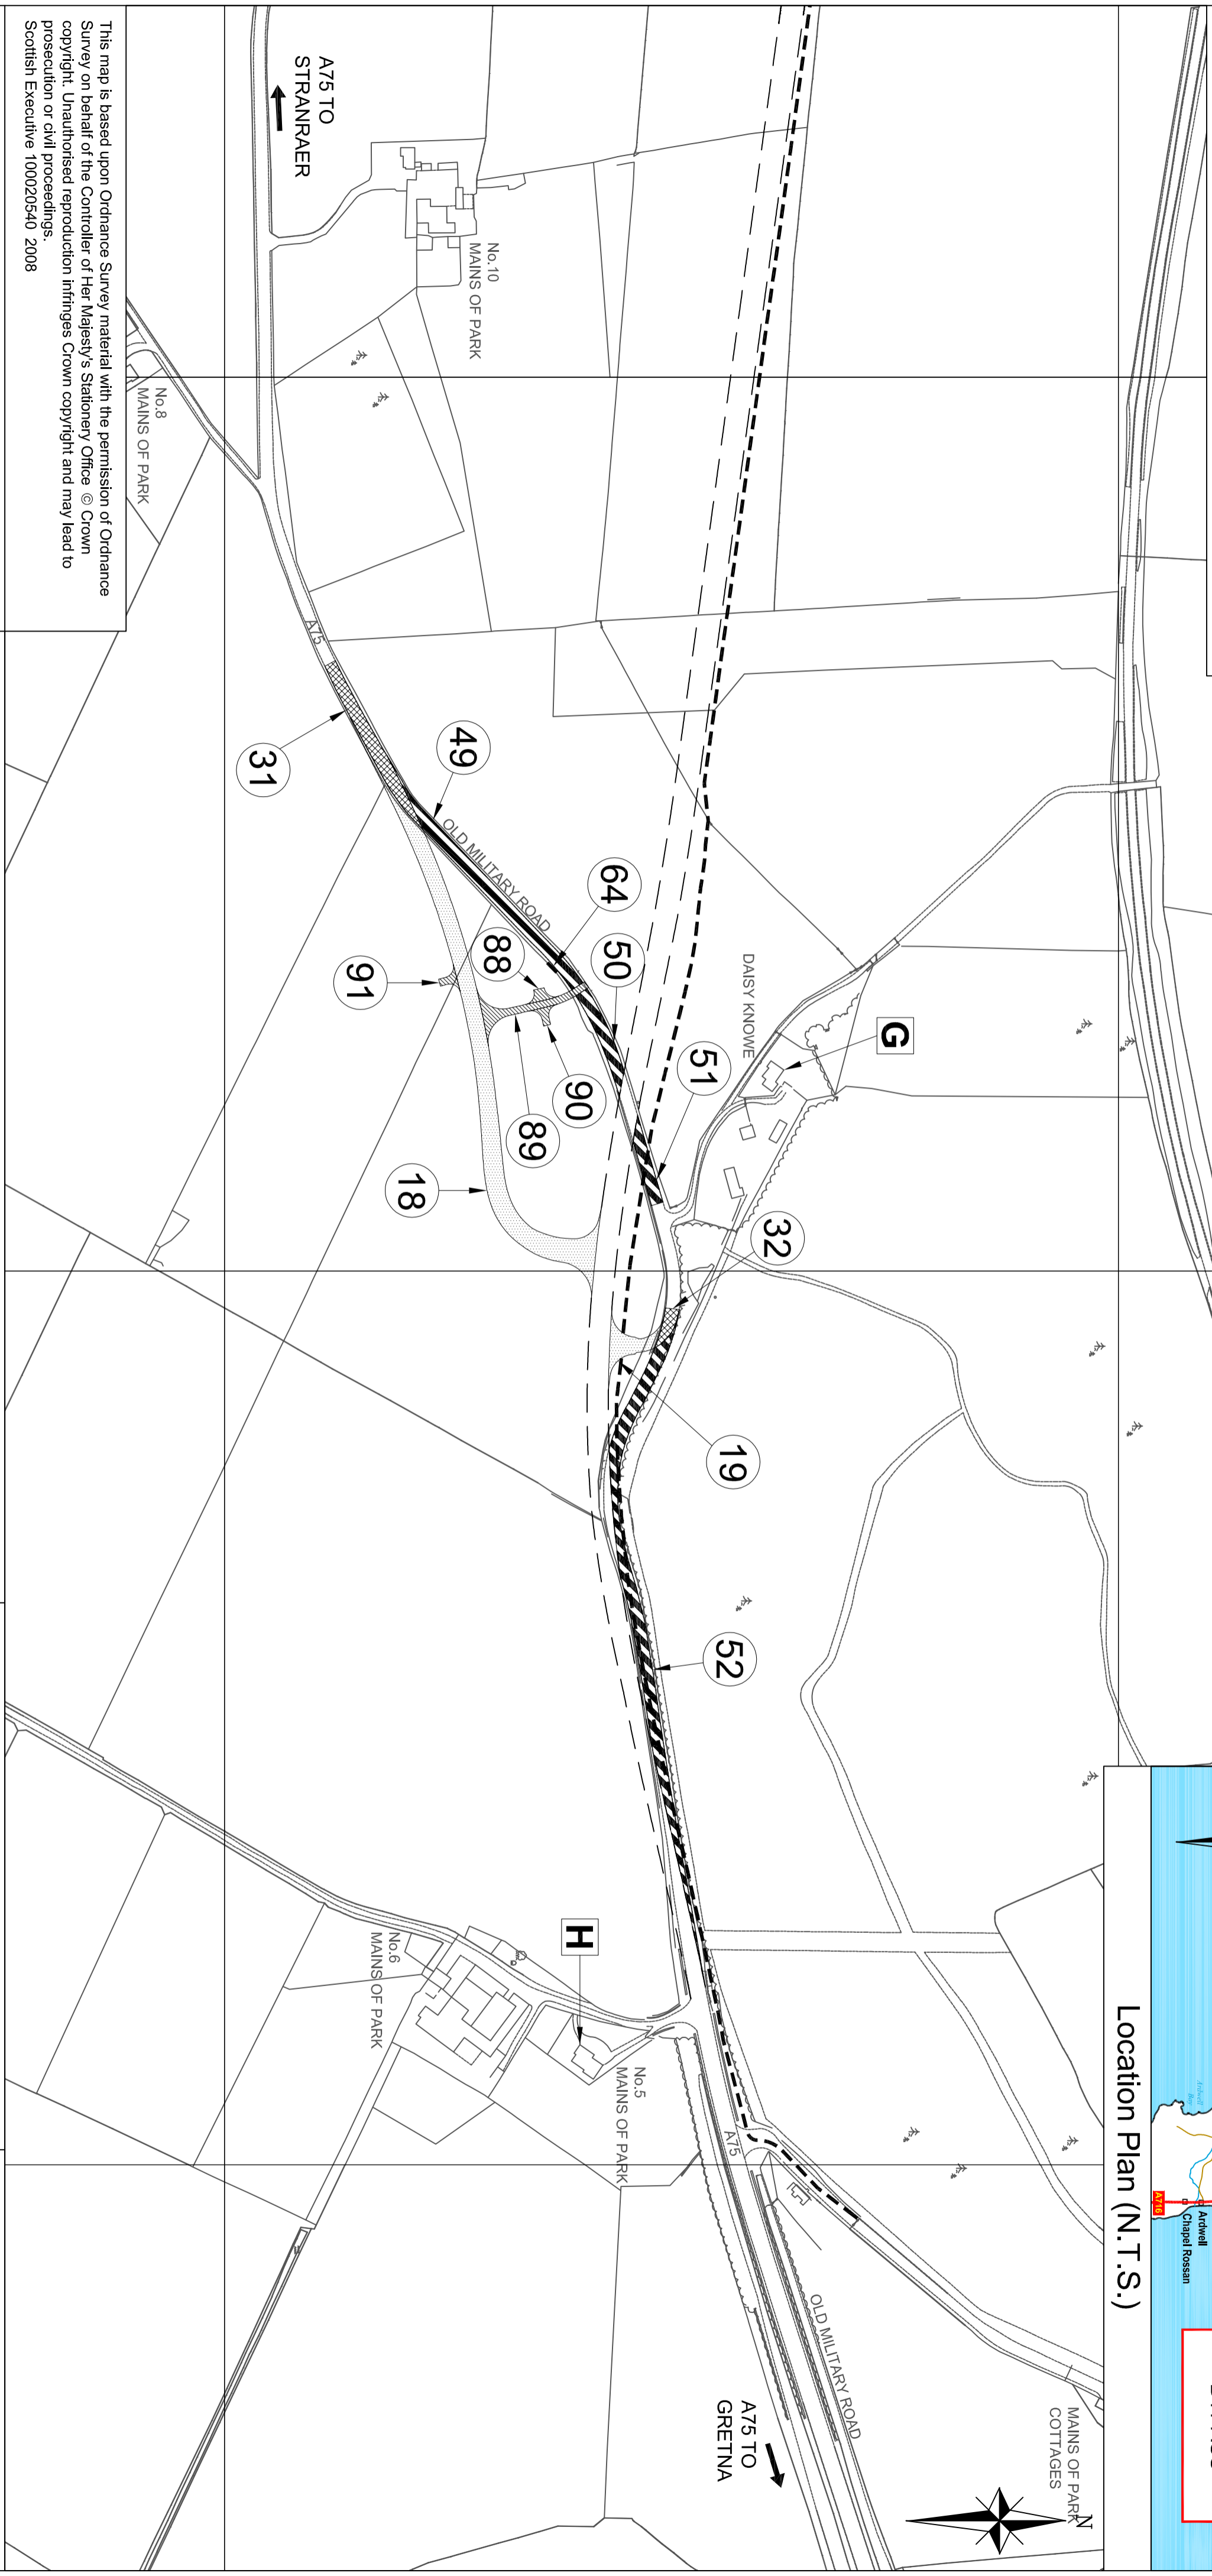 Location Plan (N.T.S.)
Ardwell
Bay
Ardwell
Chapel Rossan
A716
N
MAINS OF PARK
COTTAGES
OLD MILITARY ROAD
A75 TO
GRETNA
A75
No.5
MAINS OF PARK
H
No.6
MAINS OF PARK
52
19
32
G
DAISY KNOWE
51
50
64
OLD MILITARY ROAD
49
88
90
89
91
18
31
A75
No.10
MAINS OF PARK
A75 TO
STRANRAER
No.8
MAINS OF PARK
This map is based upon Ordnance Survey material with the permission of Ordnance
Survey on behalf of the Controller of Her Majesty's Stationery Office © Crown
copyright. Unauthorised reproduction infringes Crown copyright and may lead to
prosecution or civil proceedings.
Scottish Executive 100020540 2008